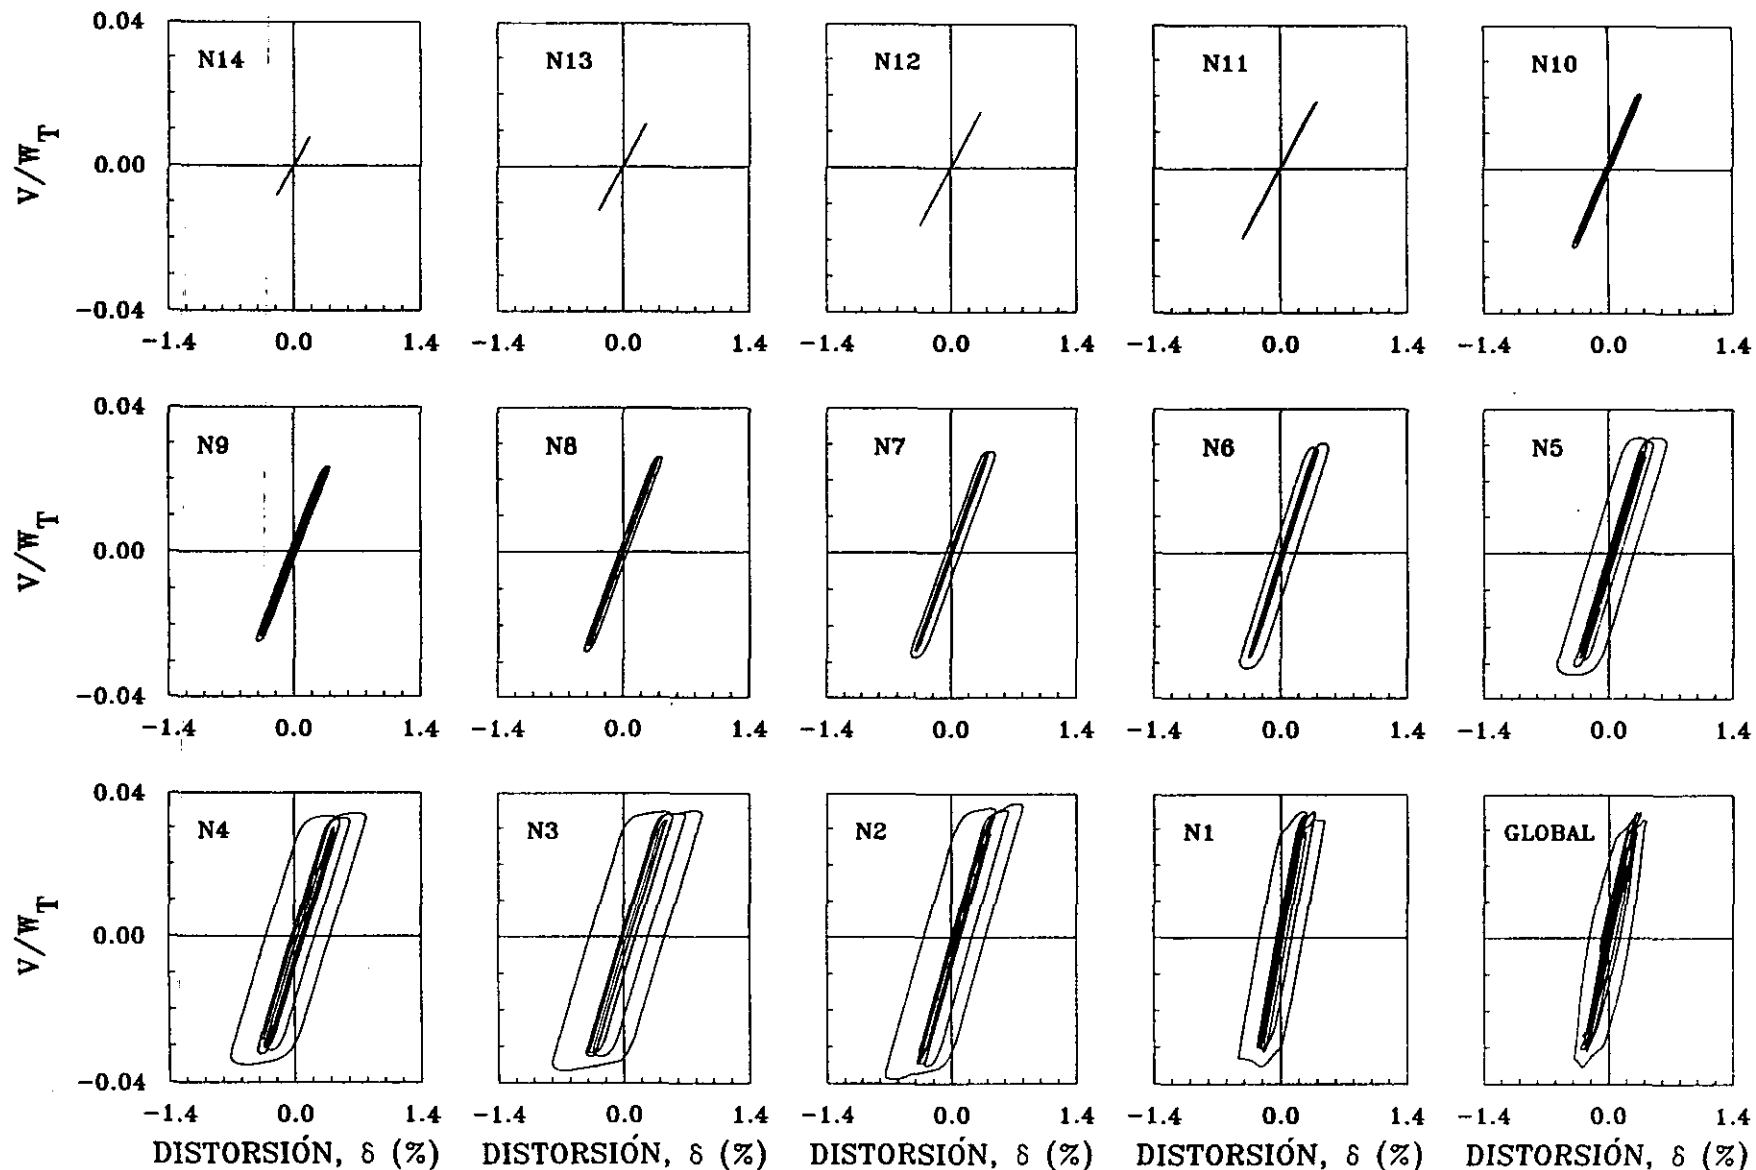 0.04
N14
N13
N12
N11
N10
V/W_T
0.00
-0.04
-1.4 0.0 1.4 -1.4 0.0 1.4 -1.4 0.0 1.4 -1.4 0.0 1.4 -1.4 0.0 1.4
0.04
N9
N8
N7
N6
N5
V/W_T
0.00
-0.04
-1.4 0.0 1.4 -1.4 0.0 1.4 -1.4 0.0 1.4 -1.4 0.0 1.4 -1.4 0.0 1.4
0.04
N4
N3
N2
N1
GLOBAL
V/W_T
0.00
-0.04
-1.4 0.0 1.4 -1.4 0.0 1.4 -1.4 0.0 1.4 -1.4 0.0 1.4 -1.4 0.0 1.4
DISTORSIÓN, δ (%) DISTORSIÓN, δ (%) DISTORSIÓN, δ (%) DISTORSIÓN, δ (%) DISTORSIÓN, δ (%)